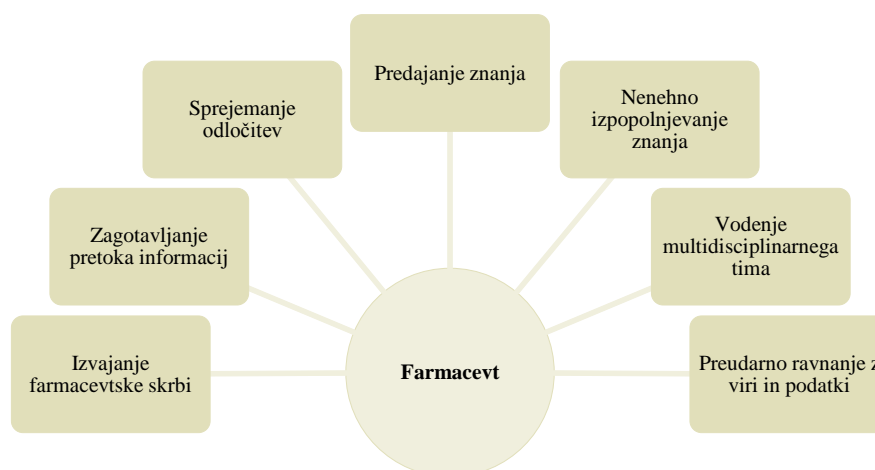 Predajanje znanja
Sprejemanje
odločitev
Nenehno
izpopolnjevanje
znanja
Zagotavljanje
pretoka informacij
Vodenje
multidisciplinarnega
tima
Izvajanje
farmacevtske skrbi
Farmacevt
Preudarno ravnanje z
viri in podatki